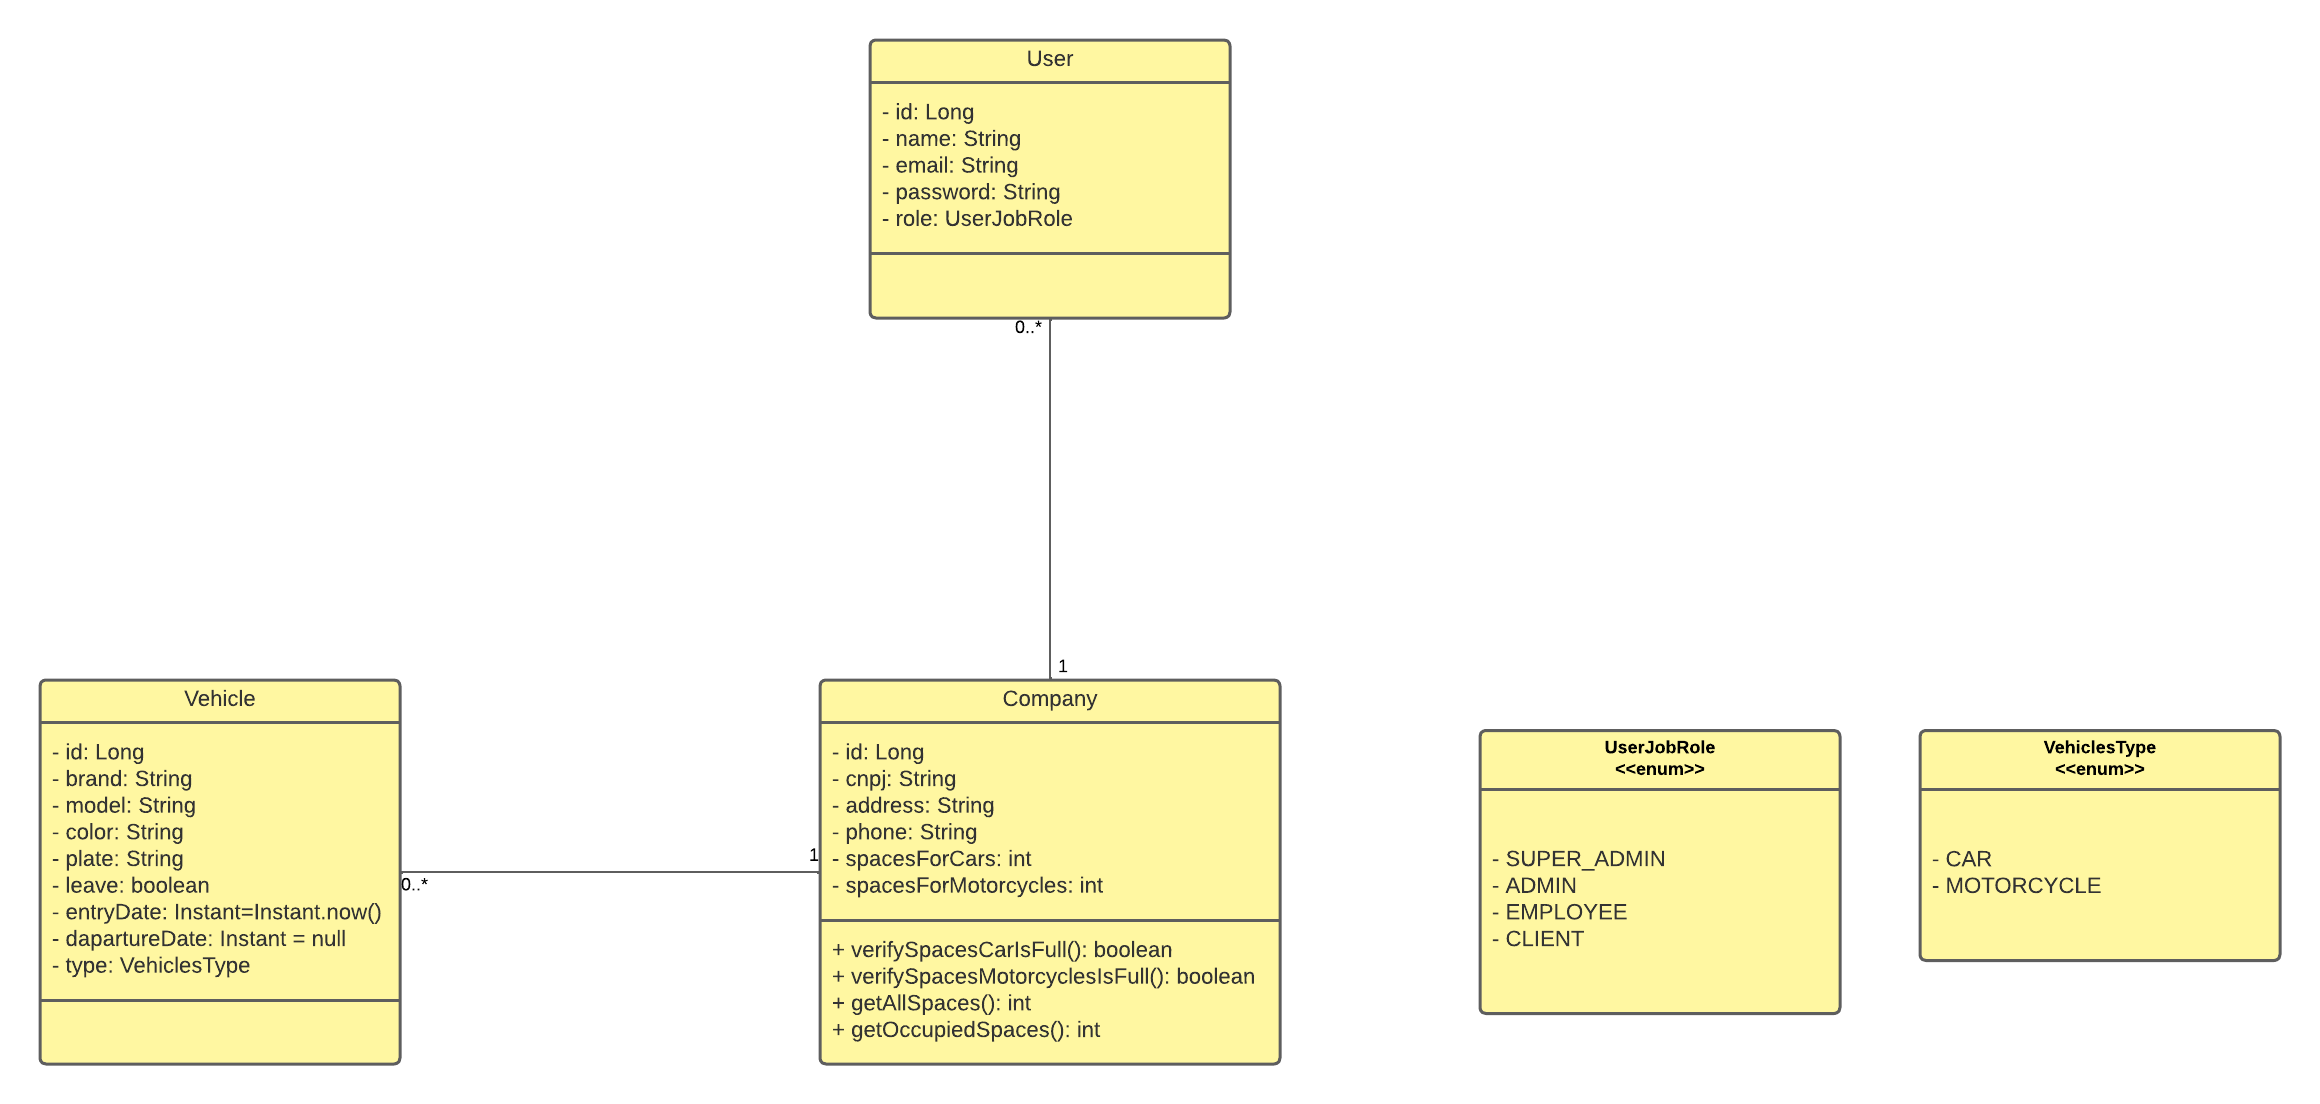 User
- id: Long
- name: String
- email: String
- password: String
- role: UserJobRole
0..*
1
Vehicle
- id: Long
- brand: String
- model: String
- color: String
- plate: String
- leave: boolean
- entryDate: Instant=Instant.now()
- dapartureDate: Instant = null
- type: VehiclesType
0..*
1
Company
- id: Long
- cnpj: String
- address: String
- phone: String
- spacesForCars: int
- spacesForMotorcycles: int
+ verifySpacesCarIsFull(): boolean
+ verifySpacesMotorcyclesIsFull(): boolean
+ getAllSpaces(): int
+ getOccupiedSpaces(): int
UserJobRole
<<enum>>
- SUPER_ADMIN
- ADMIN
- EMPLOYEE
- CLIENT
VehiclesType
<<enum>>
- CAR
- MOTORCYCLE